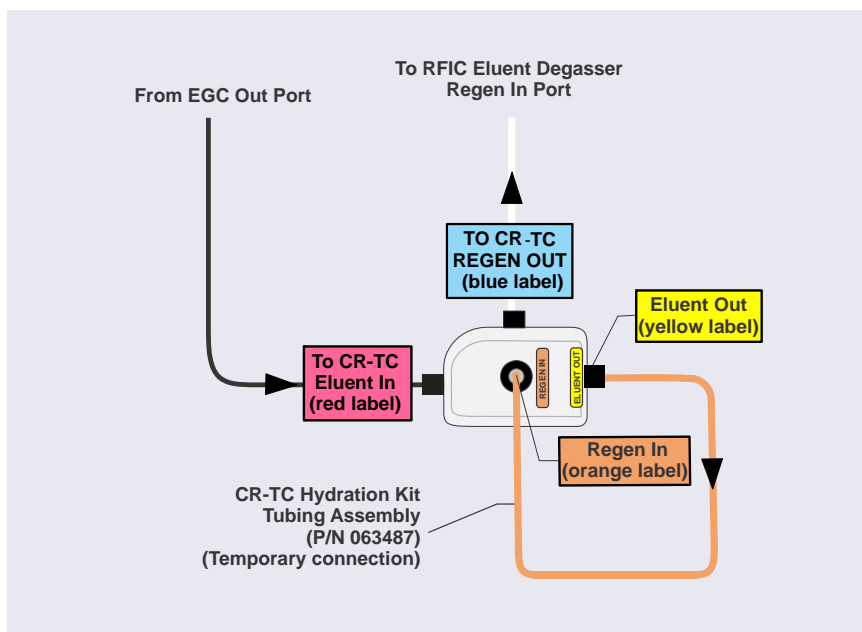 To RFIC Eluent Degasser
Regen In Port
From EGC Out Port
TO CR-TC
REGEN OUT
(blue label)
Eluent Out
(yellow label)
To CR-TC
Eluent In
(red label)
REGEN IN
ELUENT OUT
Regen In
(orange label)
CR-TC Hydration Kit
Tubing Assembly
(P/N 063487)
(Temporary connection)